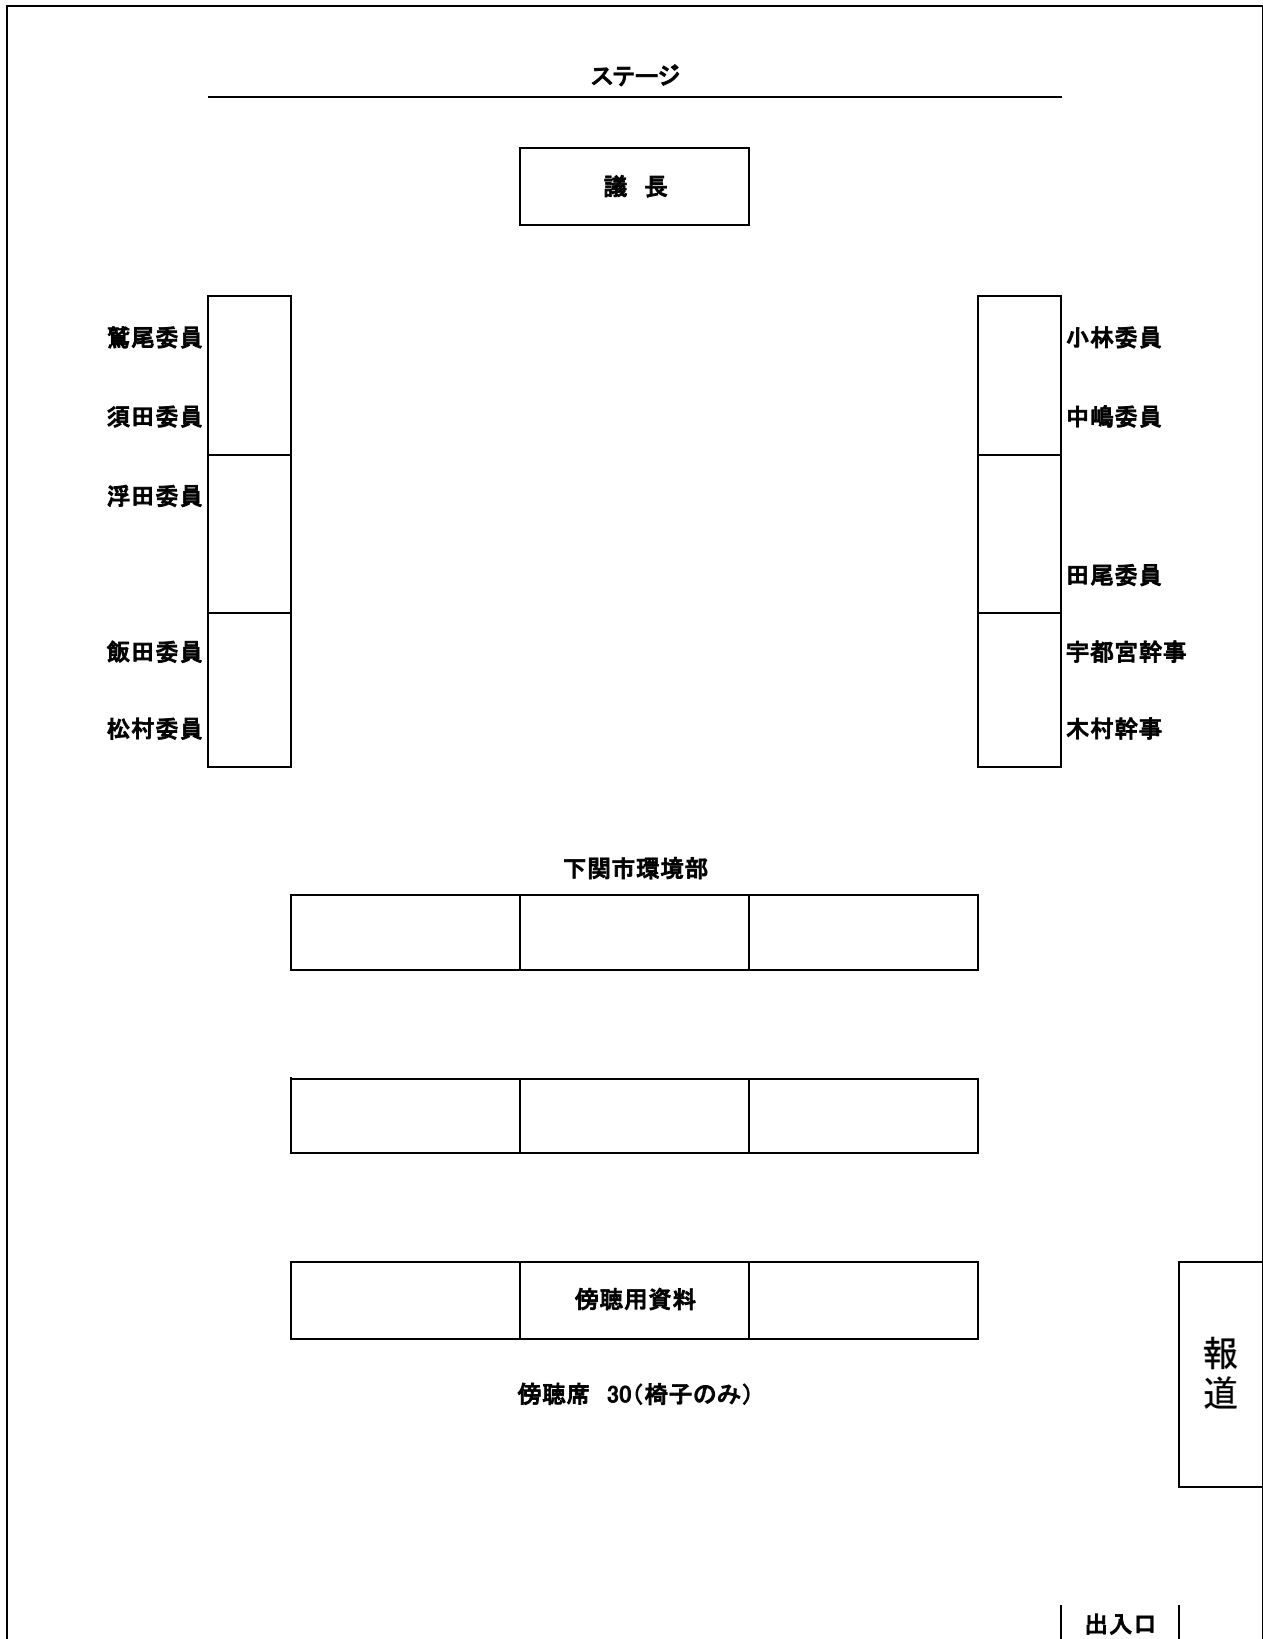 ステージ
議 長
鷲尾委員
小林委員
須田委員
中嶋委員
浮田委員
田尾委員
飯田委員
宇都宮幹事
松村委員
木村幹事
下関市環境部
傍聴用資料
報道
傍聴席 30(椅子のみ)
出入口